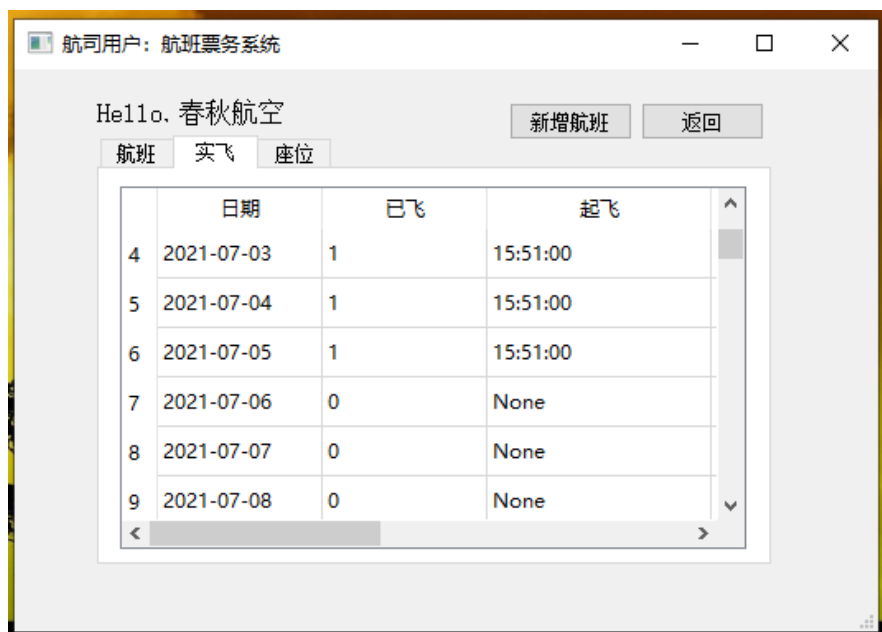 航司用户：航班票务系统
Hello，春秋航空 新增航班 返回
航班 实飞 座位
日期 已飞 起飞
4 2021-07-03 1 15:51:00
5 2021-07-04 1 15:51:00
6 2021-07-05 1 15:51:00
7 2021-07-06 0 None
8 2021-07-07 0 None
9 2021-07-08 0 None